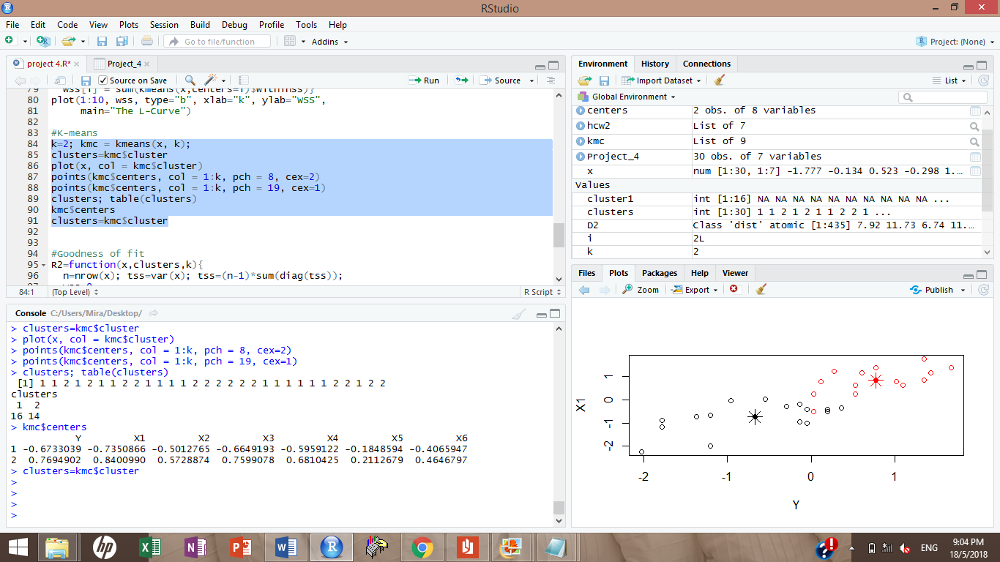 RStudio
File Edit Code View Plots Session Build Debug Profile Tools Help
Go to file/function Addins Project: (None)
project 4.R* Project_4
Source on Save Run Source
79 wss[i] = sum(kmeans(x,centers=i)$withinss)}
80 plot(1:10, wss, type="b", xlab="k", ylab="WSS",
81 main="The L-Curve")
82
83 #K-means
84 k=2; kmc = kmeans(x, k);
85 clusters=kmc$cluster
86 plot(x, col = kmc$cluster)
87 points(kmc$centers, col = 1:k, pch = 8, cex=2)
88 points(kmc$centers, col = 1:k, pch = 19, cex=1)
89 clusters; table(clusters)
90 kmc$centers
91 clusters=kmc$cluster
92
93
94 #Goodness of fit
95 R2=function(x,clusters,k){
96 n=nrow(x); tss=var(x); tss=(n-1)*sum(diag(tss));
84:1 (Top Level) R Script
Console C:/Users/Mira/Desktop/
> clusters=kmc$cluster
> plot(x, col = kmc$cluster)
> points(kmc$centers, col = 1:k, pch = 8, cex=2)
> points(kmc$centers, col = 1:k, pch = 19, cex=1)
> clusters; table(clusters)
[1] 1 1 2 1 2 1 1 2 2 1 1 1 1 2 2 2 2 2 2 1 1 1 1 1 1 2 2 1 2 2
clusters
1 2
16 14
> kmc$centers
Y X1 X2 X3 X4 X5 X6
1 -0.6733039 -0.7350866 -0.5012765 -0.6649193 -0.5959122 -0.1848594 -0.4065947
2 0.7694902 0.8400990 0.5728874 0.7599078 0.6810425 0.2112679 0.4646797
> clusters=kmc$cluster
>
>
>
>
Environment History Connections
Import Dataset List
Global Environment
centers 2 obs. of 8 variables
hcw2 List of 7
kmc List of 9
Project_4 30 obs. of 7 variables
x num [1:30, 1:7] -1.777 -0.134 0.523 -0.298 1....
Values
cluster1 int [1:16] NA NA NA NA NA NA NA NA NA NA ...
clusters int [1:30] 1 1 2 1 2 1 1 2 2 1 ...
D2 Class 'dist' atomic [1:435] 7.92 11.73 6.74 11....
i 2L
k 2
Files Plots Packages Help Viewer
Zoom Export Publish
X1
1
0
-1
-2
-2 -1 0 1
Y
ENG
9:04 PM
18/5/2018